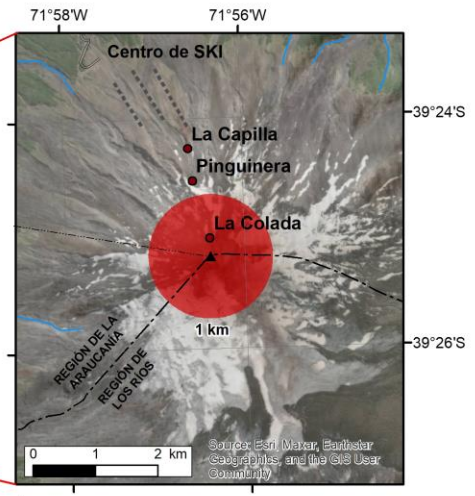 71°58'W
71°56'W
Centro de SKI
39°24'S
La Capilla
Pinguinera
La Colada
1 km
39°26'S
REGIÓN DE LA
ARAUCANÍA
REGIÓN DE
LOS RÍOS
0 1 2 km
Source: Esri, Maxar, Earthstar
Geographics, and the GIS User
Community